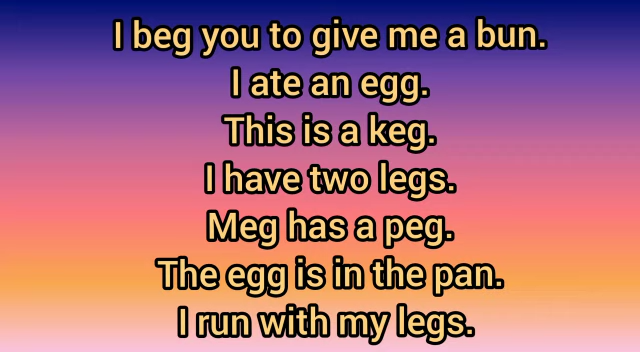 I beg you to give me a bun.
I ate an egg.
This is a keg.
I have two legs.
Meg has a peg.
The egg is in the pan.
I run with my legs.